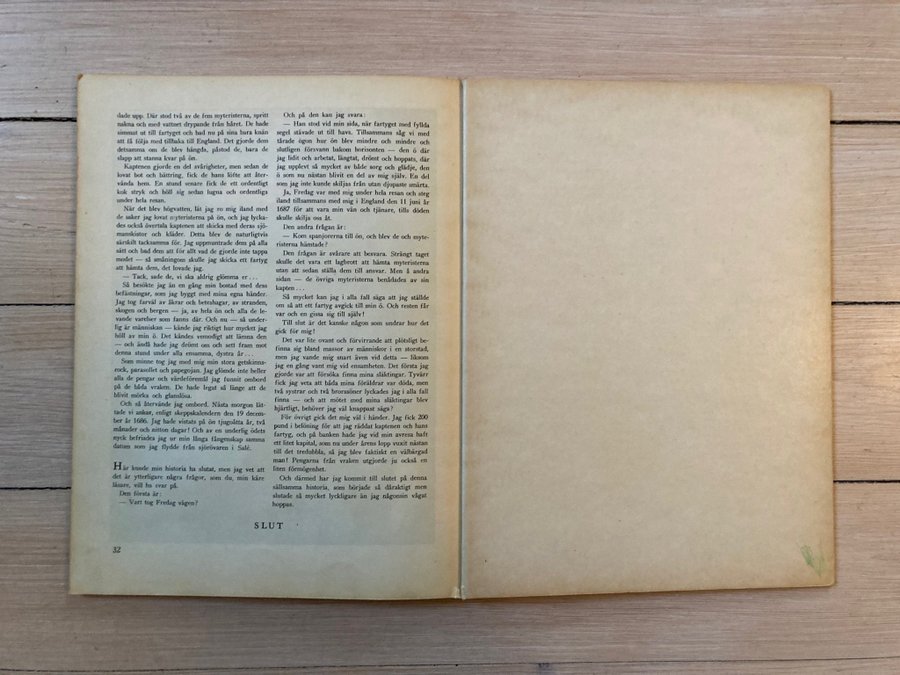 dade upp. Där stod två av de fem myteristerna, spritt
nakna och med vattnet drypande från håret. De hade
simmat ut till fartyget och bad nu på sina bara knän
att få följa med tillbaka till England. Det gjorde dem
detsamma om de blev hängda, påstod de, bara de
slapp att stanna kvar på ön.
Kaptenen gjorde en del svårigheter, men sedan de
lovat bot och bättring, fick de hans löfte att åter-
vända hem. En stund senare fick de ett ordentligt
kok stryk och höll sig sedan lugna och ordentliga
under hela resan.
När det blev högvatten, lät jag ro mig iland med
de saker jag lovat myteristerna på ön, och jag lycka-
des också övertala kaptenen att skicka med deras sjö-
manskistor och kläder. Detta blev de naturligtvis
särskilt tacksamma för. Jag uppmuntrade dem på alla
sätt och bad dem att för allt vad de gjorde inte tappa
modet — så småningom skulle jag skicka ett fartyg
att hämta dem, det lovade jag.
— Tack, sade de, vi ska aldrig glömma er...
Så besökte jag än en gång min bostad med dess
befästningar, som jag byggt med mina egna händer.
Jag tog farväl av åkrar och beteshagar, av stranden,
skogen och bergen — ja, av hela ön och alla de le-
vande varelser som fanns där. Och nu — så under-
lig är människan — kände jag riktigt hur mycket jag
höll av min ö. Det kändes vemodigt att lämna den
— och ändå hade jag drömt om och sett fram mot
denna stund under alla ensamma, dystra år...
Som minne tog jag med mig min stora getskinns-
rock, parasollet och papegojan. Jag glömde inte heller
alla de pengar och värdeföremål jag funnit ombord
på de båda vraken. De hade legat så länge att de
blivit mörka och glanslösa.
Och så återvände jag ombord. Nästa morgon lät-
tade vi ankar, enligt skeppskalendern den 19 decem-
ber år 1686. Jag hade vistats på ön tjuguåtta år, två
månader och nitton dagar! Och av en underlig ödets
nyck befriades jag ur min långa fångenskap samma
datum som jag flydde från sjörövaren i Salé.
Här kunde min historia ha slutat, men jag vet att
det är ytterligare några frågor, som du, min käre
läsare, vill ha svar på.
Den första är:
— Vart tog Fredag vägen?
Och på den kan jag svara:
— Han stod vid min sida, när fartyget med fyllda
segel stävade ut till havs. Tillsammans såg vi med
tårade ögon hur ön blev mindre och mindre och
slutligen försvann bakom horisonten — den ö där
jag lidit och arbetat, längtat, drömt och hoppats, där
jag upplevt så mycket av både sorg och glädje, den
ö som nu nästan blivit en del av mig själv. En del
som jag inte kunde skiljas från utan djupaste smärta.
Ja, Fredag var med mig under hela resan och steg
iland tillsammans med mig i England den 11 juni år
1687 för att vara min vän och tjänare, tills döden
skulle skilja oss åt.
Den andra frågan är:
— Kom spanjorerna till ön, och blev de och myte-
risterna hämtade?
Den frågan är svårare att besvara. Strängt taget
skulle det vara ett lagbrott att hämta myteristerna
utan att sedan ställa dem till ansvar. Men å andra
sidan — de övriga myteristerna benådades av sin
kapten...
Så mycket kan jag i alla fall säga att jag ställde
om så att ett fartyg avgick till min ö. Och resten får
var och en gissa sig till själv!
Till slut är det kanske någon som undrar hur det
gick för mig!
Det var lite ovant och förvirrande att plötsligt be-
finna sig bland massor av människor i en storstad,
men jag vande mig snart även vid detta — liksom
jag en gång vant mig vid ensamheten. Det första jag
gjorde var att försöka finna mina släktingar. Tyvärr
fick jag veta att båda mina föräldrar var döda, men
två systrar och två brorssöner lyckades jag i alla fall
finna — och att mötet med mina släktingar blev
hjärtligt, behöver jag väl knappast säga?
För övrigt gick det mig väl i händer. Jag fick 200
pund i belöning för att jag räddat kaptenen och hans
fartyg, och på banken hade jag vid min avresa haft
ett litet kapital, som nu under årens lopp vuxit nästan
till det tredubbla, så jag blev faktiskt en välbärgad
man! Pengarna från vraken utgjorde ju också en
liten förmögenhet.
Och därmed har jag kommit till slutet på denna
sällsamma historia, som började så dåraktigt men
slutade så mycket lyckligare än jag någonsin vågat
hoppas.
SLUT
32